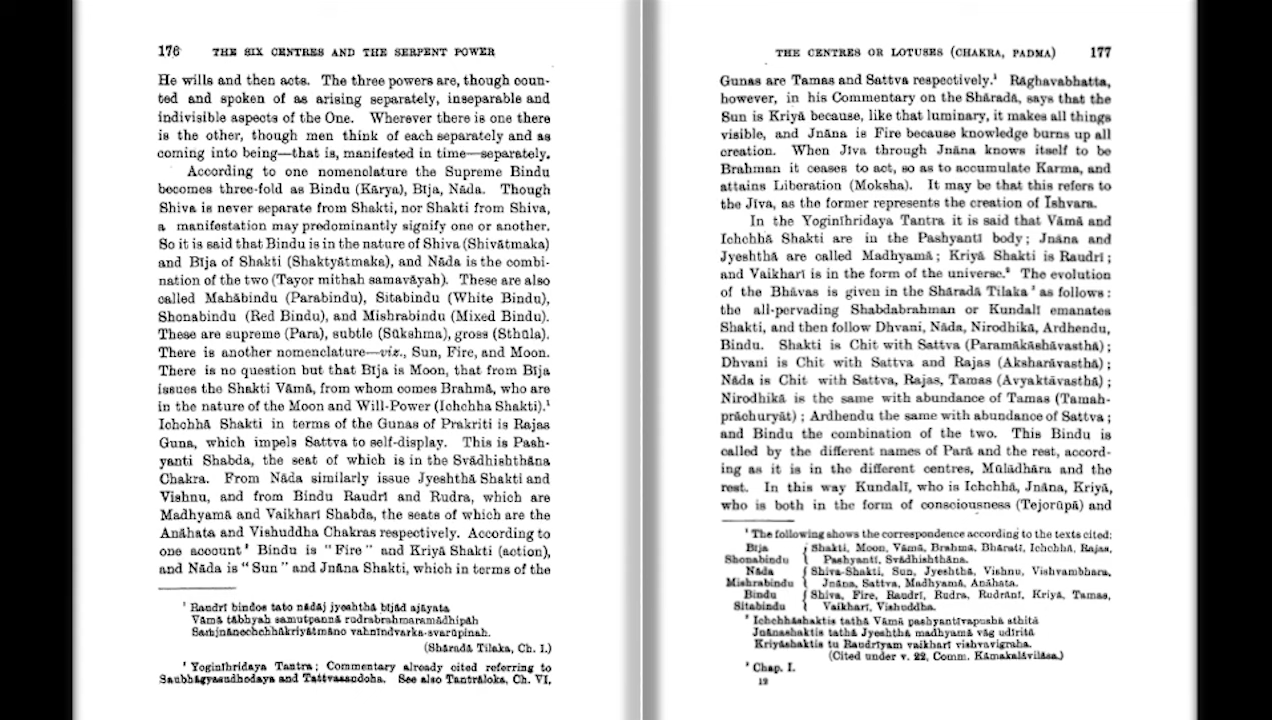 176 THE SIX CENTRES AND THE SERPENT POWER
He wills and then acts. The three powers are, though coun-
ted and spoken of as arising separately, inseparable and
indivisible aspects of the One. Wherever there is one there
is the other, though men think of each separately and as
coming into being—that is, manifested in time—separately.
According to one nomenclature the Supreme Bindu
becomes three-fold as Bindu (Kārya), Bīja, Nāda. Though
Shiva is never separate from Shakti, nor Shakti from Shiva,
a manifestation may predominantly signify one or another.
So it is said that Bindu is in the nature of Shiva (Shivātmaka)
and Bīja of Shakti (Shaktyātmaka), and Nāda is the combi-
nation of the two (Tayor mithah samavāyah). These are also
called Mahābindu (Parabindu), Sitabindu (White Bindu),
Shonabindu (Red Bindu), and Mishrabindu (Mixed Bindu).
These are supreme (Para), subtle (Sūkshma), gross (Sthūla).
There is another nomenclature—viz., Sun, Fire, and Moon.
There is no question but that Bīja is Moon, that from Bīja
issues the Shakti Vāmā, from whom comes Brahmā, who are
in the nature of the Moon and Will-Power (Ichchha Shakti).¹
Ichchhā Shakti in terms of the Gunas of Prakriti is Rajas
Guna, which impels Sattva to self-display. This is Pash-
yanti Shabda, the seat of which is in the Svādhishthāna
Chakra. From Nāda similarly issue Jyeshthā Shakti and
Vishnu, and from Bindu Raudrī and Rudra, which are
Madhyamā and Vaikharī Shabda, the seats of which are the
Anāhata and Vishuddha Chakras respectively. According to
one account² Bindu is "Fire" and Kriyā Shakti (action),
and Nāda is "Sun" and Jnāna Shakti, which in terms of the
¹ Raudrī bindos tato nādāj jyeshthā bījād ajāyata
Vāmā tābhyah samutpannā rudrabrahmaramādhipāh
Samjnānechchhākriyātmāno vahnīndvarka-svarūpinah.
(Shāradā Tilaka, Ch. I.)
² Yoginīhridaya Tantra; Commentary already cited referring to
Saubhāgyasudhodaya and Tattvasandoha. See also Tantrāloka, Ch. VI.
THE CENTRES OR LOTUSES (CHAKRA, PADMA) 177
Gunas are Tamas and Sattva respectively.¹ Rāghavabhatta,
however, in his Commentary on the Shāradā, says that the
Sun is Kriyā because, like that luminary, it makes all things
visible, and Jnāna is Fire because knowledge burns up all
creation. When Jīva through Jnāna knows itself to be
Brahman it ceases to act, so as to accumulate Karma, and
attains Liberation (Moksha). It may be that this refers to
the Jīva, as the former represents the creation of Īshvara.
In the Yoginīhridaya Tantra it is said that Vāmā and
Ichchhā Shakti are in the Pashyantī body; Jnāna and
Jyeshthā are called Madhyamā; Kriyā Shakti is Raudrī;
and Vaikharī is in the form of the universe.² The evolution
of the Bhāvas is given in the Shāradā Tilaka³ as follows:
the all-pervading Shabdabrahman or Kundalī emanates
Shakti, and then follow Dhvani, Nāda, Nirodhikā, Ardhendu,
Bindu. Shakti is Chit with Sattva (Paramākāshāvasthā);
Dhvani is Chit with Sattva and Rajas (Aksharāvasthā);
Nāda is Chit with Sattva, Rajas, Tamas (Avyaktāvasthā);
Nirodhikā is the same with abundance of Tamas (Tamah-
prāchuryāt); Ardhendu the same with abundance of Sattva;
and Bindu the combination of the two. This Bindu is
called by the different names of Parā and the rest, accord-
ing as it is in the different centres, Mūlādhāra and the
rest. In this way Kundalī, who is Ichchhā, Jnāna, Kriyā,
who is both in the form of consciousness (Tejorūpā) and
¹ The following shows the correspondence according to the texts cited:
Bīja { Shakti, Moon, Vāmā, Brahmā, Bhāratī, Ichchhā, Rajas,
Shonabindu { Pashyantī, Svādhishthāna.
Nāda { Shiva-Shakti, Sun, Jyeshthā, Vishnu, Vishvambhara,
Mishrabindu { Jnāna, Sattva, Madhyamā, Anāhata.
Bindu { Shiva, Fire, Raudrī, Rudra, Rudrānī, Kriyā, Tamas,
Sitabindu { Vaikharī, Vishuddha.
² Ichchhāshaktis tathā Vāmā pashyantīvapushā sthitā
Jnānashaktis tathā Jyeshthā madhyamā vāg udīritā
Kriyāshaktis tu Raudrīyam vaikharī vishvavigraha.
(Cited under v. 22, Comm. Kāmakalāvilāsa.)
³ Chap. I.
12